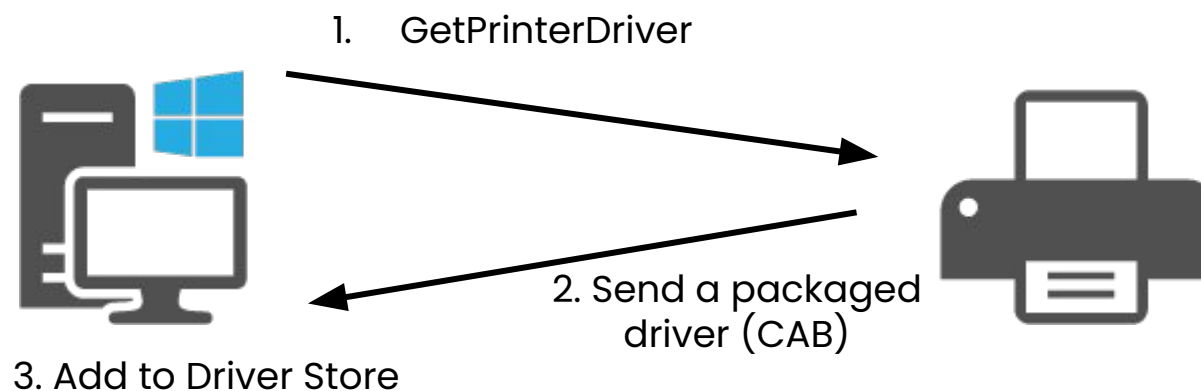 1. GetPrinterDriver
2. Send a packaged
driver (CAB)
3. Add to Driver Store